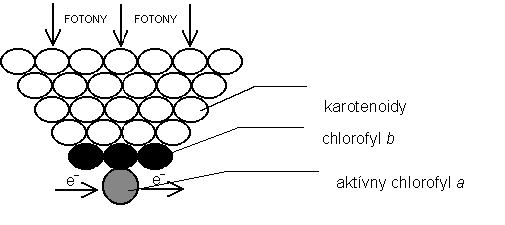 FOTONY FOTONY
karotenoidy
chlorofyl b
e⁻ e⁻
aktívny chlorofyl a